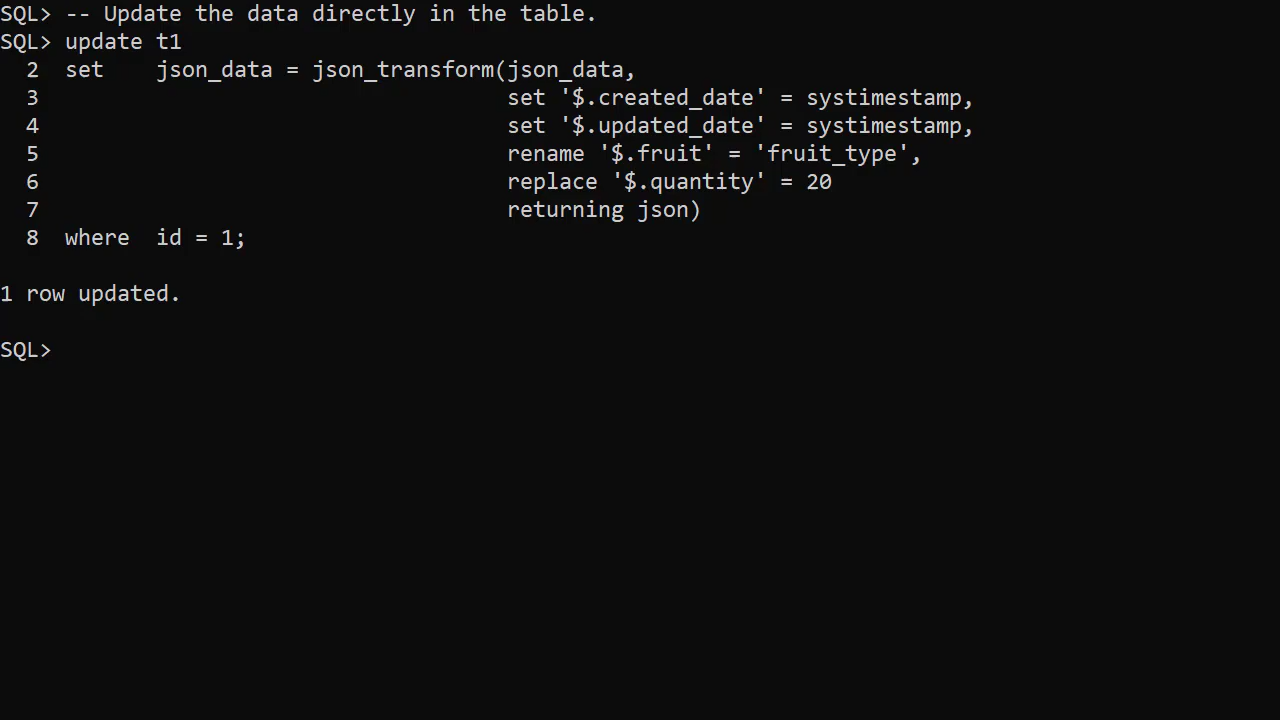 SQL> -- Update the data directly in the table.
SQL> update t1
  2  set    json_data = json_transform(json_data,
  3                                    set '$.created_date' = systimestamp,
  4                                    set '$.updated_date' = systimestamp,
  5                                    rename '$.fruit' = 'fruit_type',
  6                                    replace '$.quantity' = 20
  7                                    returning json)
  8  where  id = 1;
1 row updated.
SQL>